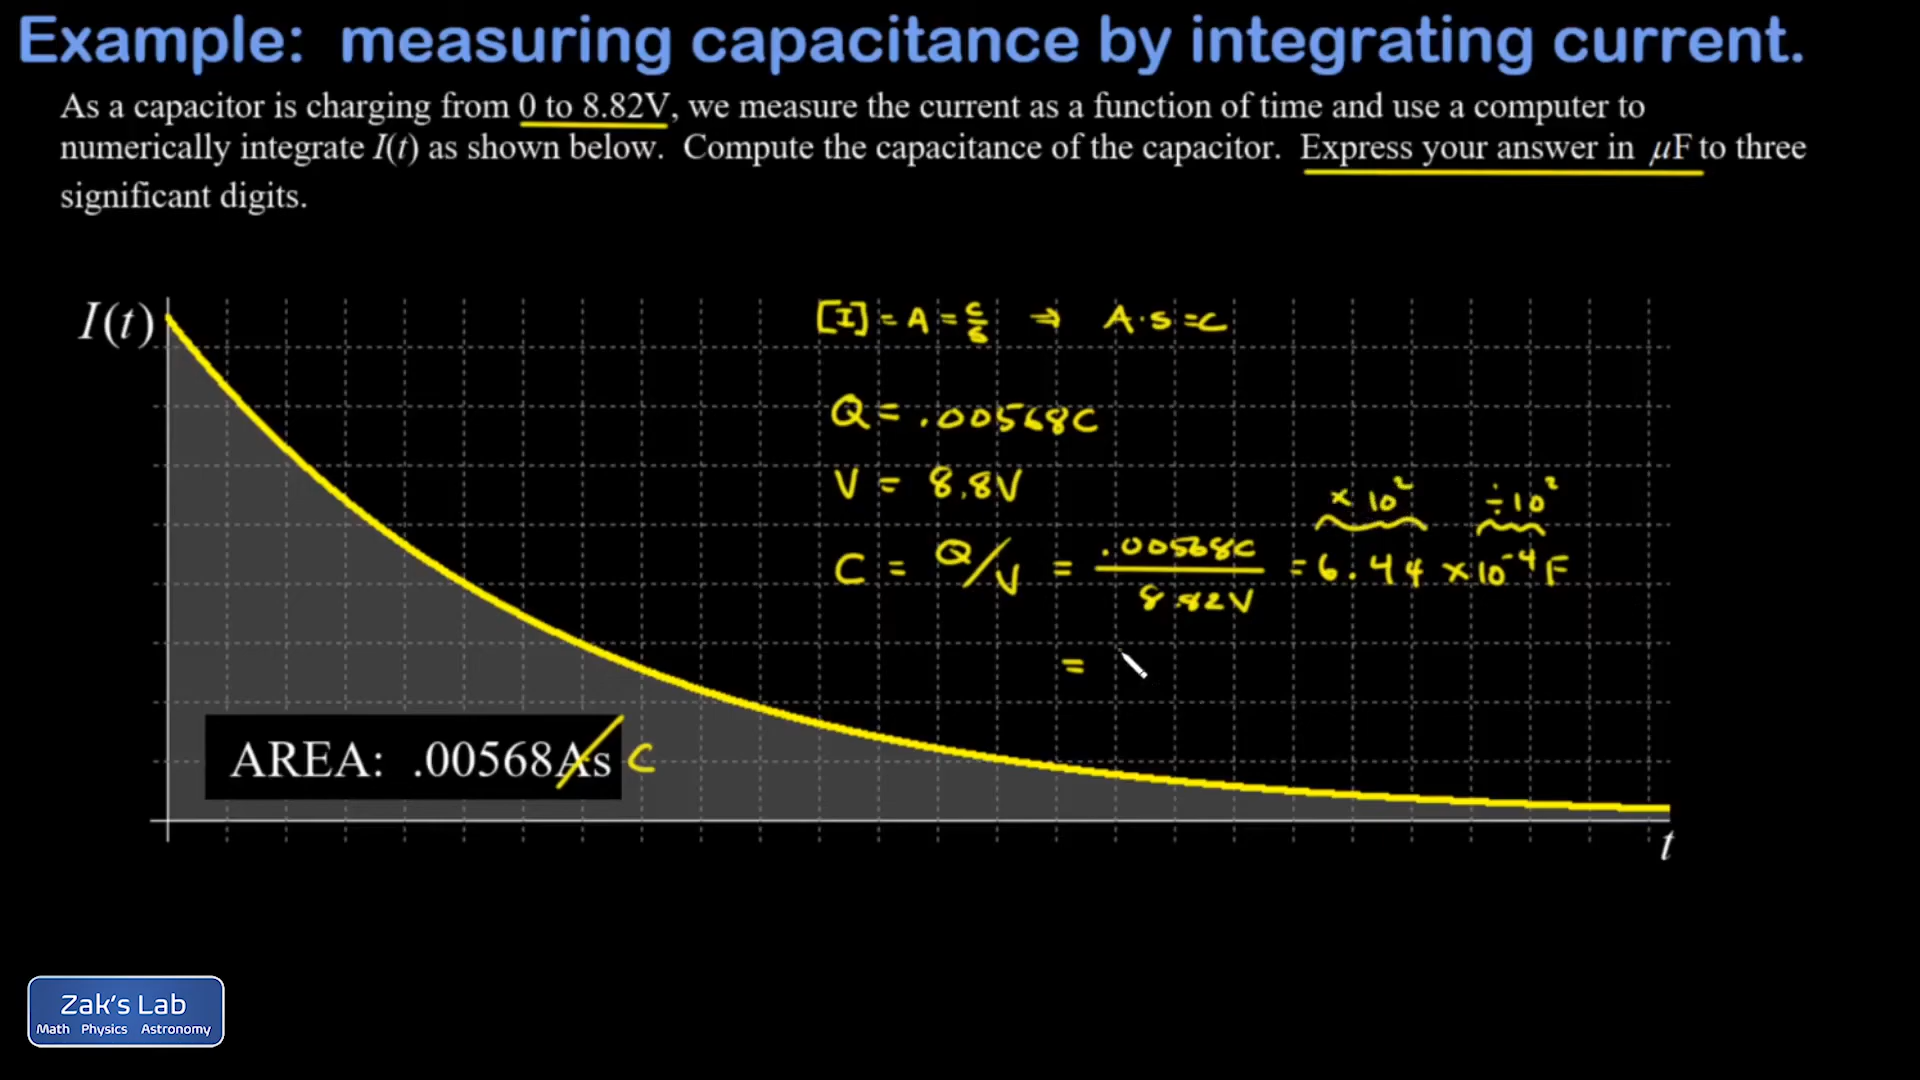 Example: measuring capacitance by integrating current.
As a capacitor is charging from 0 to 8.82V, we measure the current as a function of time and use a computer to
numerically integrate I(t) as shown below. Compute the capacitance of the capacitor. Express your answer in μF to three
significant digits.
I(t)
[I] = A = C/s ⇒ A·s = C
Q = .00568C
V = 8.8V
×10² ÷10²
C = Q/V = .00568C / 8.82V = 6.44 ×10⁻⁴ F
=
AREA: .00568As C
t
Zak's Lab
Math Physics Astronomy